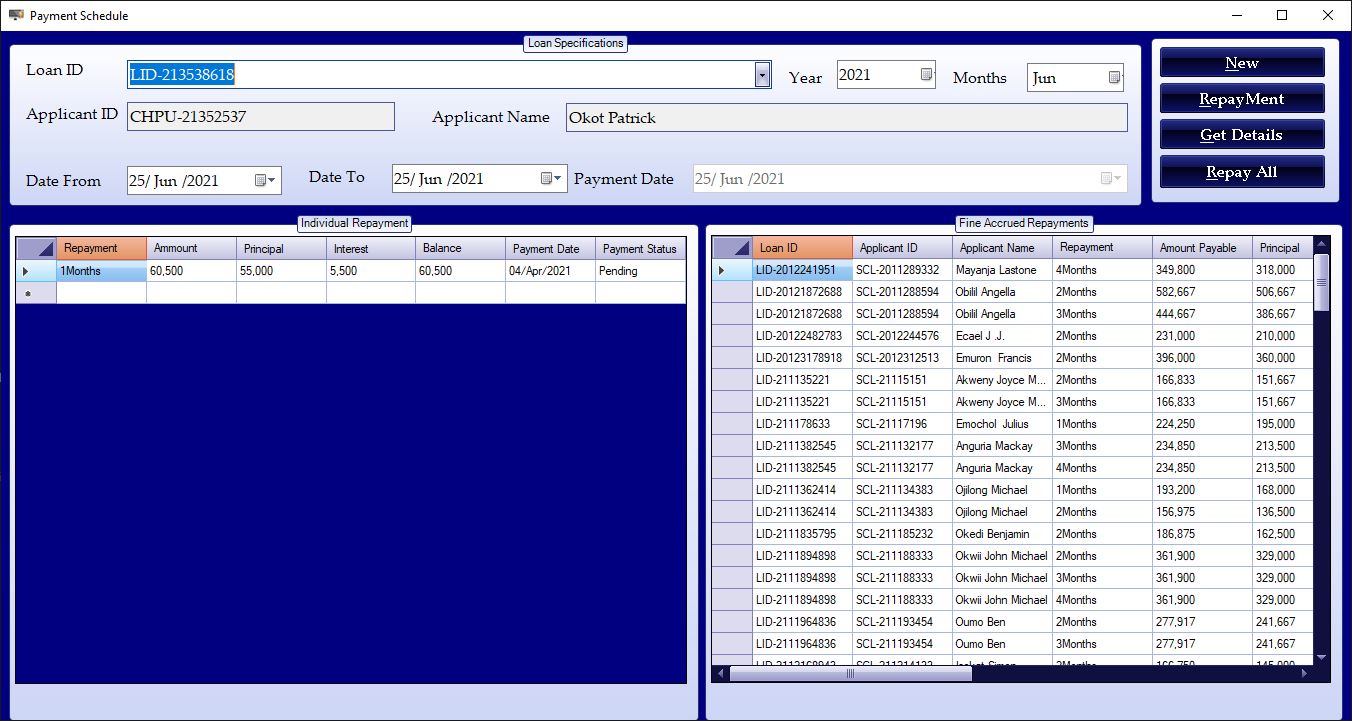 Payment Schedule
Loan Specifications
Loan ID LID-213538618 Year 2021 Months Jun
Applicant ID CHPU-21352537 Applicant Name Okot Patrick
Date From 25/ Jun /2021 Date To 25/ Jun /2021 Payment Date 25/ Jun /2021
New
RepayMent
Get Details
Repay All
Individual Repayment
Repayment Ammount Principal Interest Balance Payment Date Payment Status
1Months 60,500 55,000 5,500 60,500 04/Apr/2021 Pending
Fine Accrued Repayments
Loan ID Applicant ID Applicant Name Repayment Amount Payable Principal
LID-2012241951 SCL-2011289332 Mayanja Lastone 4Months 349,800 318,000
LID-20121872688 SCL-2011288594 Obilil Angella 2Months 582,667 506,667
LID-20121872688 SCL-2011288594 Obilil Angella 3Months 444,667 386,667
LID-20122482783 SCL-2012244576 Ecael J .J. 2Months 231,000 210,000
LID-20123178918 SCL-2012312513 Emuron Francis 2Months 396,000 360,000
LID-211135221 SCL-21115151 Akweny Joyce M... 2Months 166,833 151,667
LID-211135221 SCL-21115151 Akweny Joyce M... 3Months 166,833 151,667
LID-211178633 SCL-21117196 Emochol Julius 1Months 224,250 195,000
LID-2111382545 SCL-211132177 Anguria Mackay 3Months 234,850 213,500
LID-2111382545 SCL-211132177 Anguria Mackay 4Months 234,850 213,500
LID-2111362414 SCL-211134383 Ojilong Michael 1Months 193,200 168,000
LID-2111362414 SCL-211134383 Ojilong Michael 2Months 156,975 136,500
LID-2111835795 SCL-211185232 Okedi Benjamin 2Months 186,875 162,500
LID-2111894898 SCL-211188333 Okwii John Michael 2Months 361,900 329,000
LID-2111894898 SCL-211188333 Okwii John Michael 3Months 361,900 329,000
LID-2111894898 SCL-211188333 Okwii John Michael 4Months 361,900 329,000
LID-2111964836 SCL-211193454 Oumo Ben 2Months 277,917 241,667
LID-2111964836 SCL-211193454 Oumo Ben 3Months 277,917 241,667